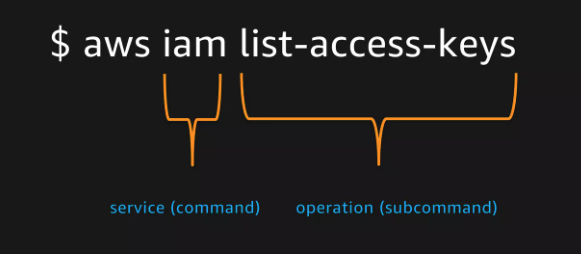 $ aws iam list-access-keys
service (command) operation (subcommand)